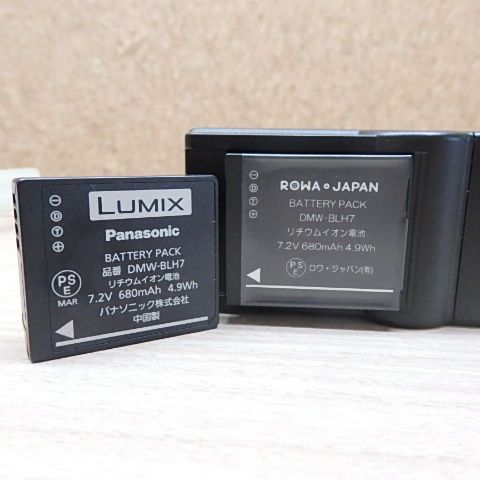 LUMIX
Panasonic
BATTERY PACK
品番 DMW-BLH7
リチウムイオン電池
7.2V 680mAh 4.9Wh
パナソニック株式会社
中国製
D
T
PS
E
MAR
ROWA JAPAN
BATTERY PACK
DMW-BLH7
リチウムイオン電池
7.2V 680mAh 4.9Wh
ロワ・ジャパン(有)
D
T
PS
E